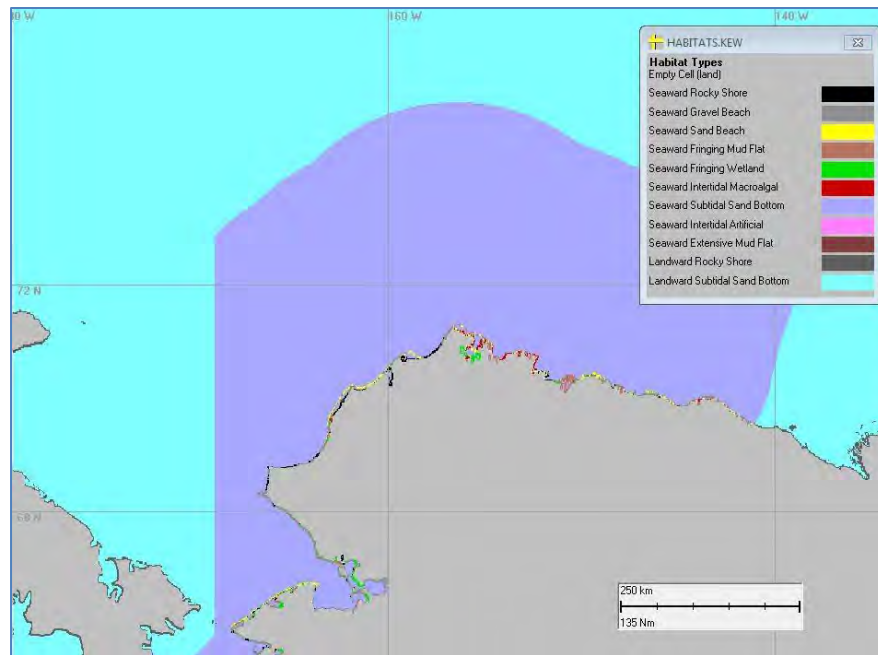 0 W
160 W
140 W
HABITATS.KEW
Habitat Types
Empty Cell (land)
Seaward Rocky Shore
Seaward Gravel Beach
Seaward Sand Beach
Seaward Fringing Mud Flat
Seaward Fringing Wetland
Seaward Intertidal Macroalgal
Seaward Subtidal Sand Bottom
Seaward Intertidal Artificial
Seaward Extensive Mud Flat
Landward Rocky Shore
Landward Subtidal Sand Bottom
72 N
68 N
250 km
135 Nm